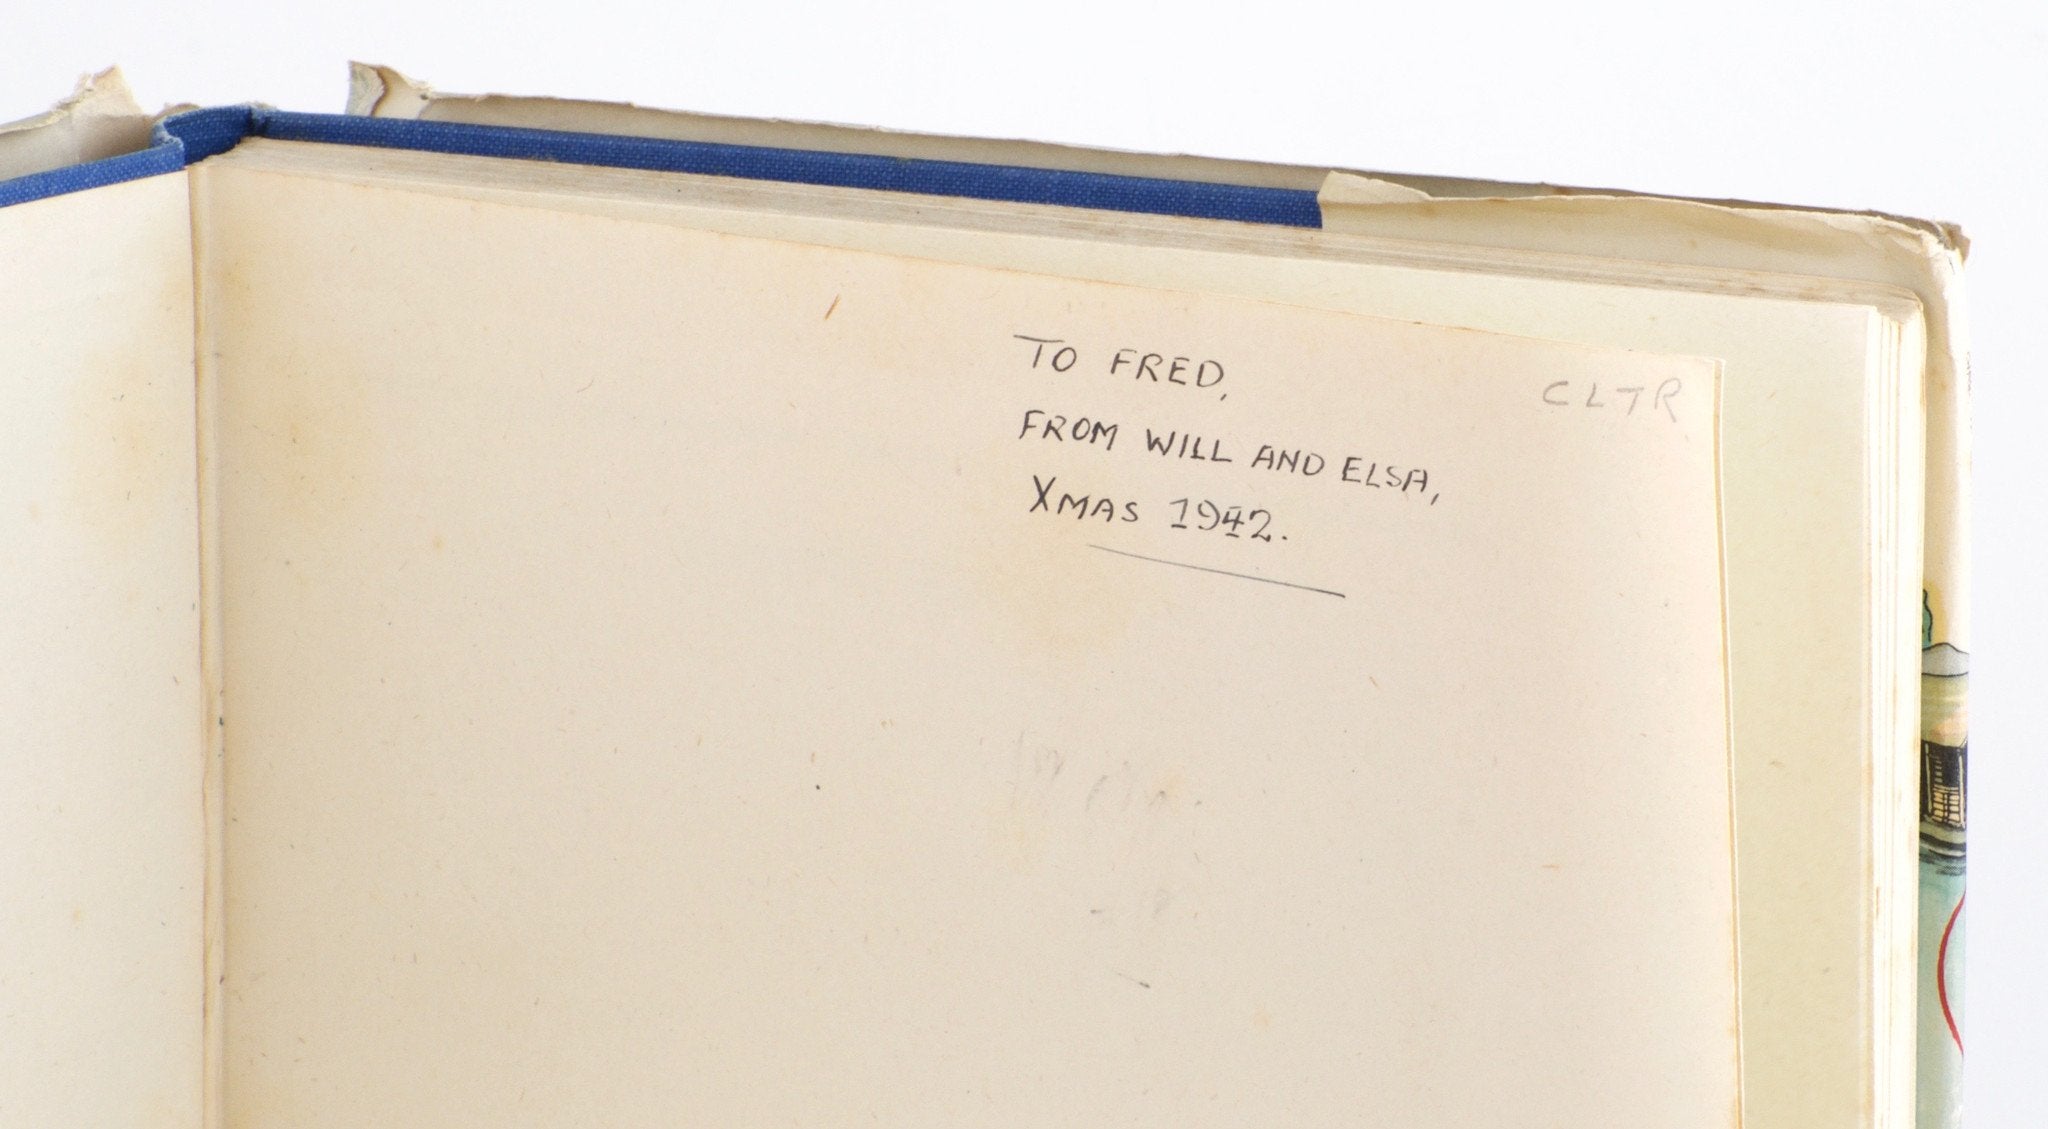 TO FRED,
CLTR
FROM WILL AND ELSA,
XMAS 1942.